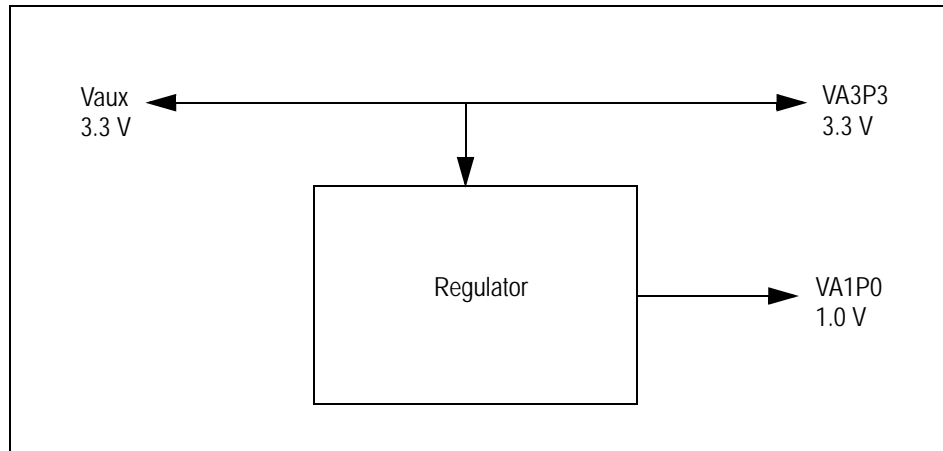 Vaux
3.3 V
VA3P3
3.3 V
Regulator
VA1P0
1.0 V